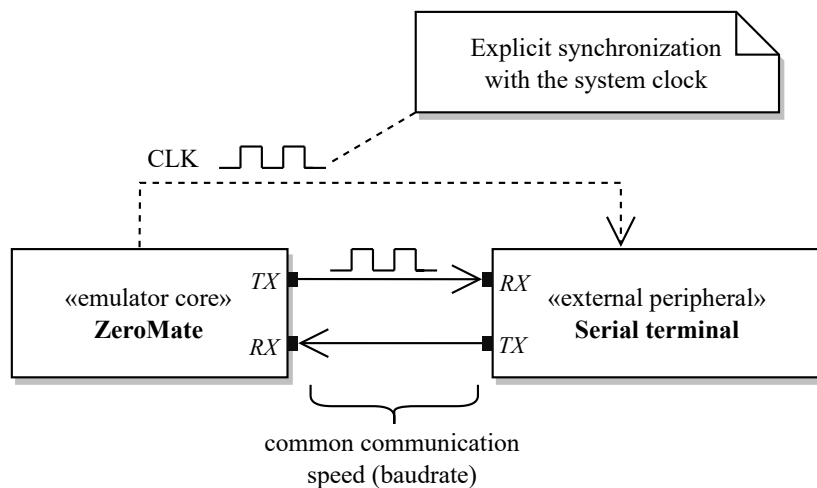 Explicit synchronization
with the system clock
CLK
TX
RX
«emulator core»
ZeroMate
«external peripheral»
Serial terminal
RX
TX
common communication
speed (baudrate)